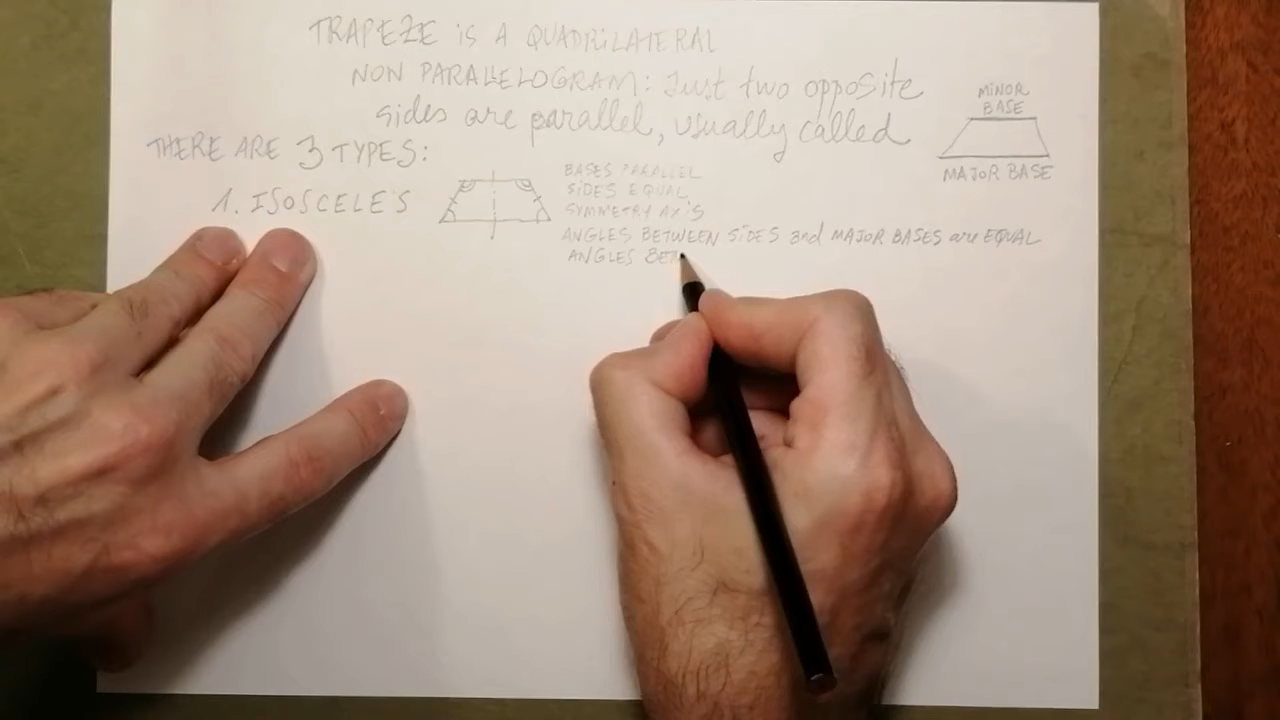 TRAPEZE is A QUADRILATERAL
NON PARALLELOGRAM: Just two opposite
sides are parallel, usually called
MINOR
BASE
MAJOR BASE
THERE ARE 3 TYPES:
1. ISOSCELES
BASES PARALLEL
SIDES EQUAL
SYMMETRY AXIS
ANGLES BETWEEN SIDES and MAJOR BASES are EQUAL
ANGLES